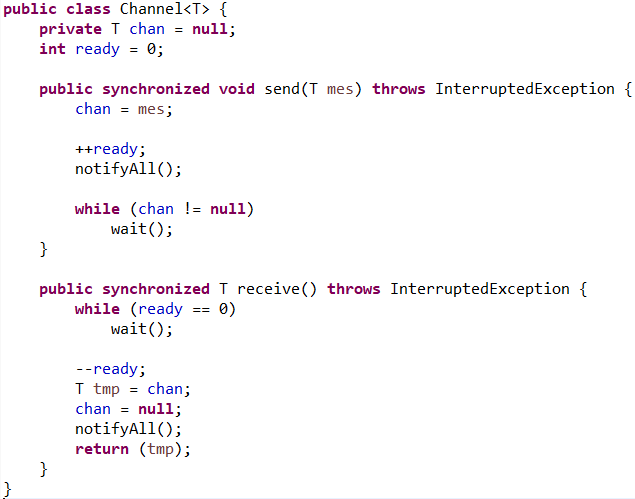 public class Channel<T> {
    private T chan = null;
    int ready = 0;

    public synchronized void send(T mes) throws InterruptedException {
        chan = mes;

        ++ready;
        notifyAll();

        while (chan != null)
            wait();
    }

    public synchronized T receive() throws InterruptedException {
        while (ready == 0)
            wait();

        --ready;
        T tmp = chan;
        chan = null;
        notifyAll();
        return (tmp);
    }
}